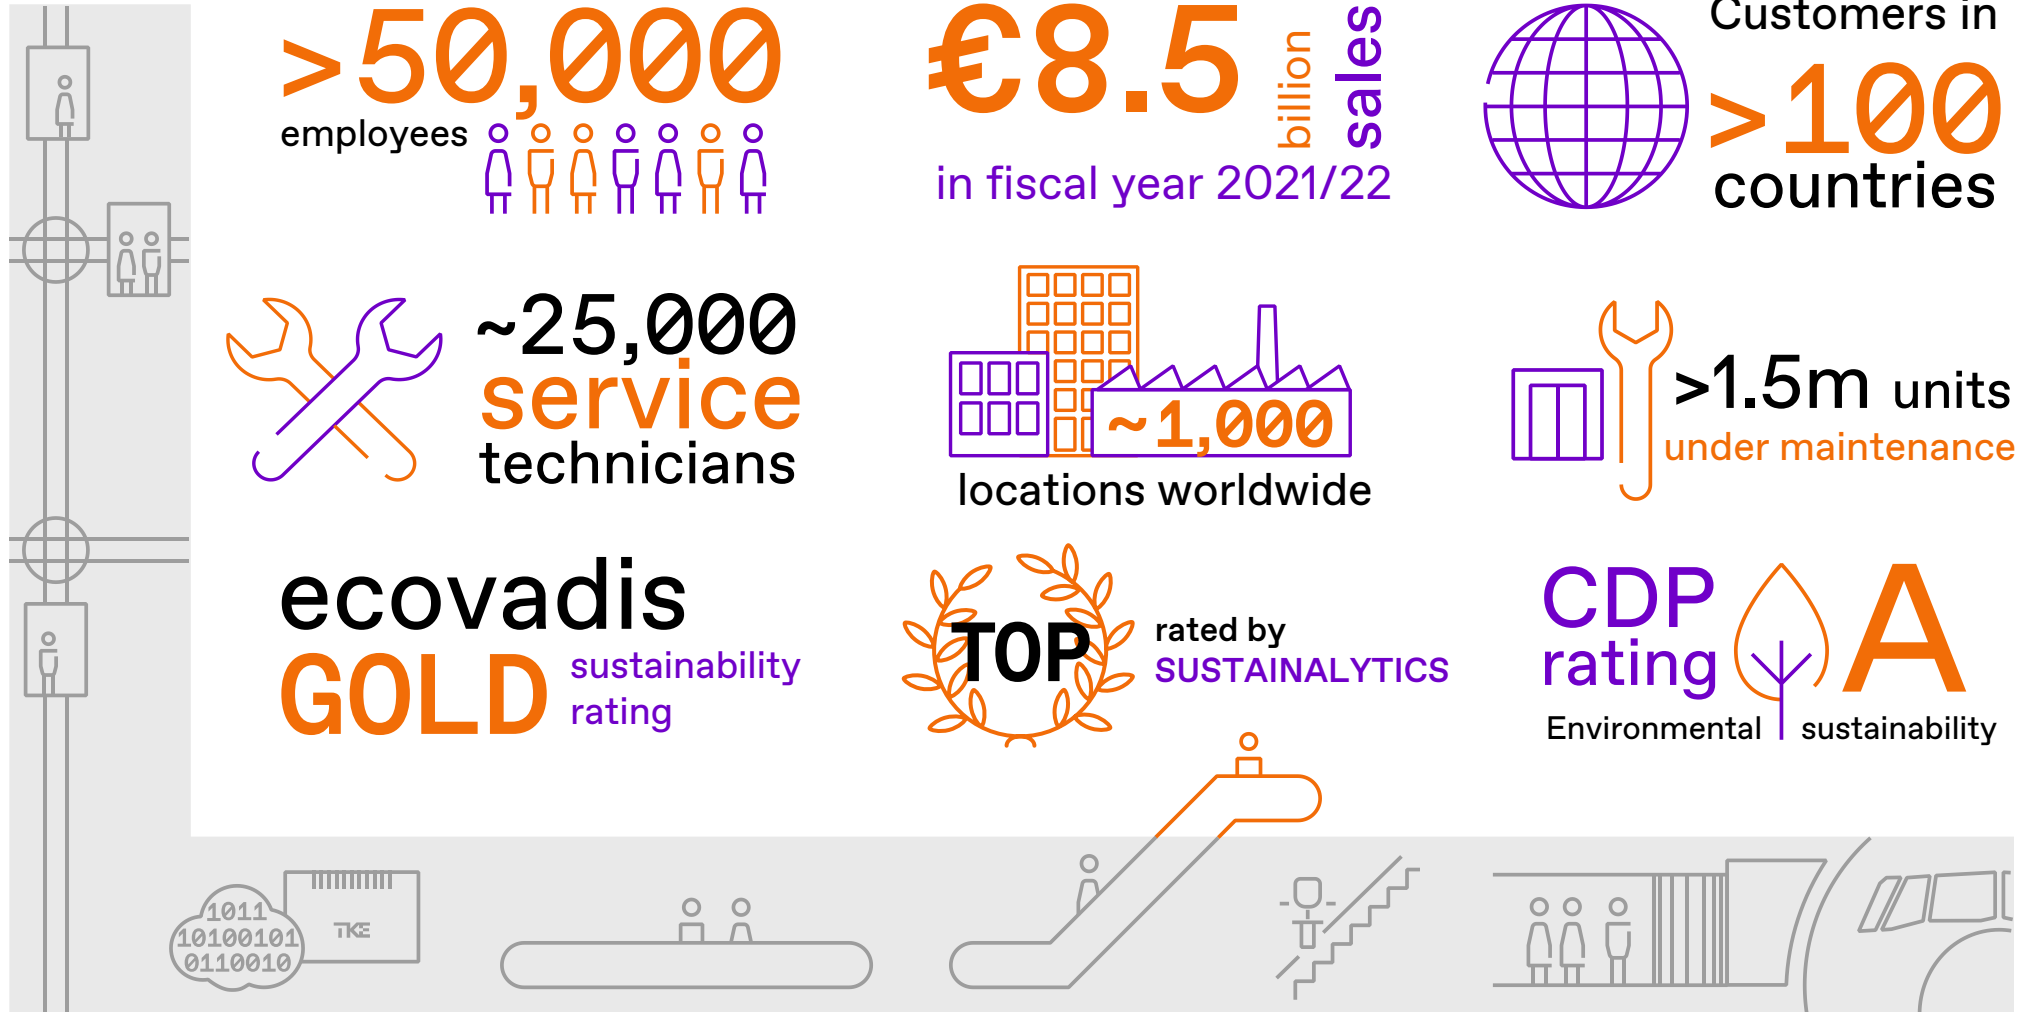 >50,000
employees
€8.5
billion
sales
in fiscal year 2021/22
Customers in
>100
countries
~25,000
service
technicians
~1,000
locations worldwide
>1.5m units
under maintenance
ecovadis
GOLD
sustainability
rating
TOP
rated by
SUSTAINALYTICS
CDP
rating
A
Environmental sustainability
1011
10100101
0110010
TKE